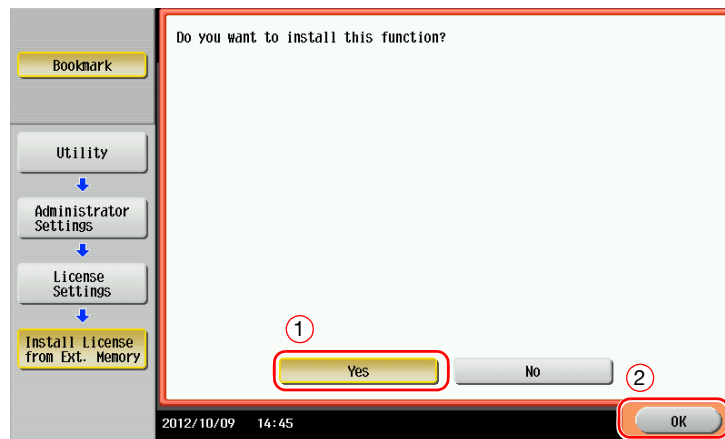 Do you want to install this function?
Bookmark
Utility
Administrator
Settings
License
Settings
Install License
from Ext. Memory
1
Yes
No
2
2012/10/09 14:45
OK